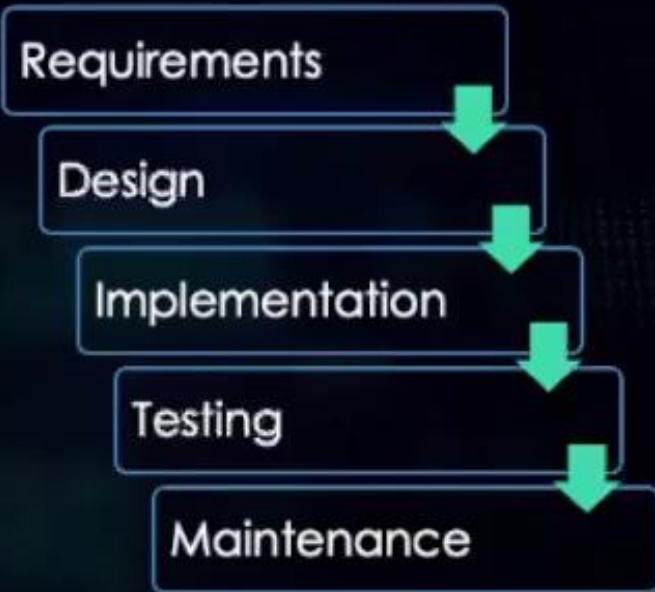 Requirements
Design
Implementation
Testing
Maintenance